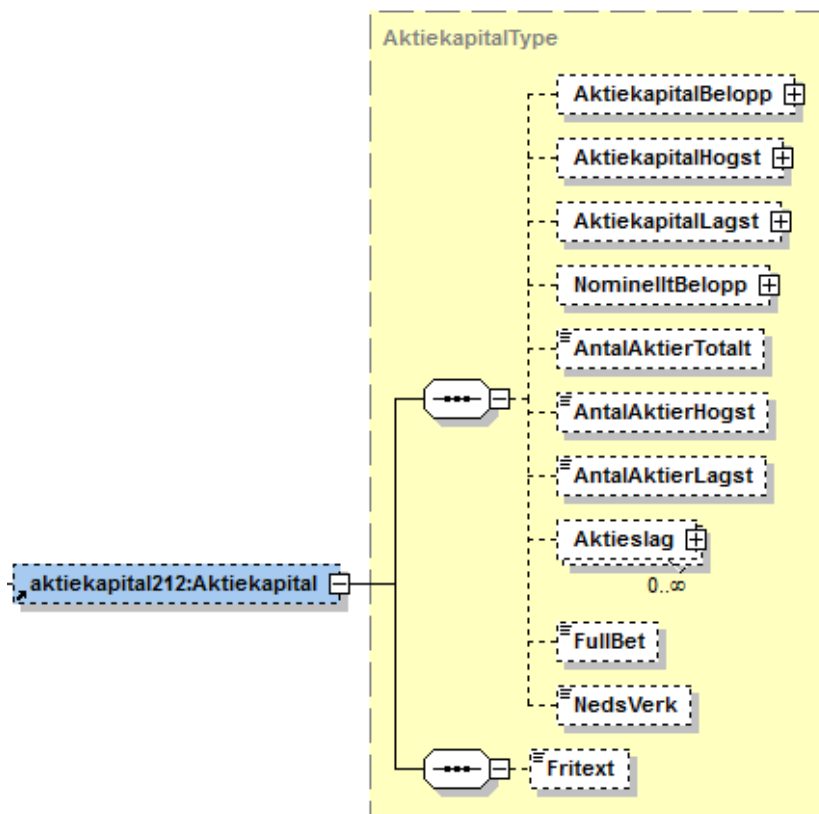 AktiekapitalType
AktiekapitalBelopp
AktiekapitalHogst
AktiekapitalLagst
NominelltBelopp
AntalAktierTotalt
AntalAktierHogst
AntalAktierLagst
Aktieslag
0..∞
aktiekapital212:Aktiekapital
FullBet
NedsVerk
Fritext